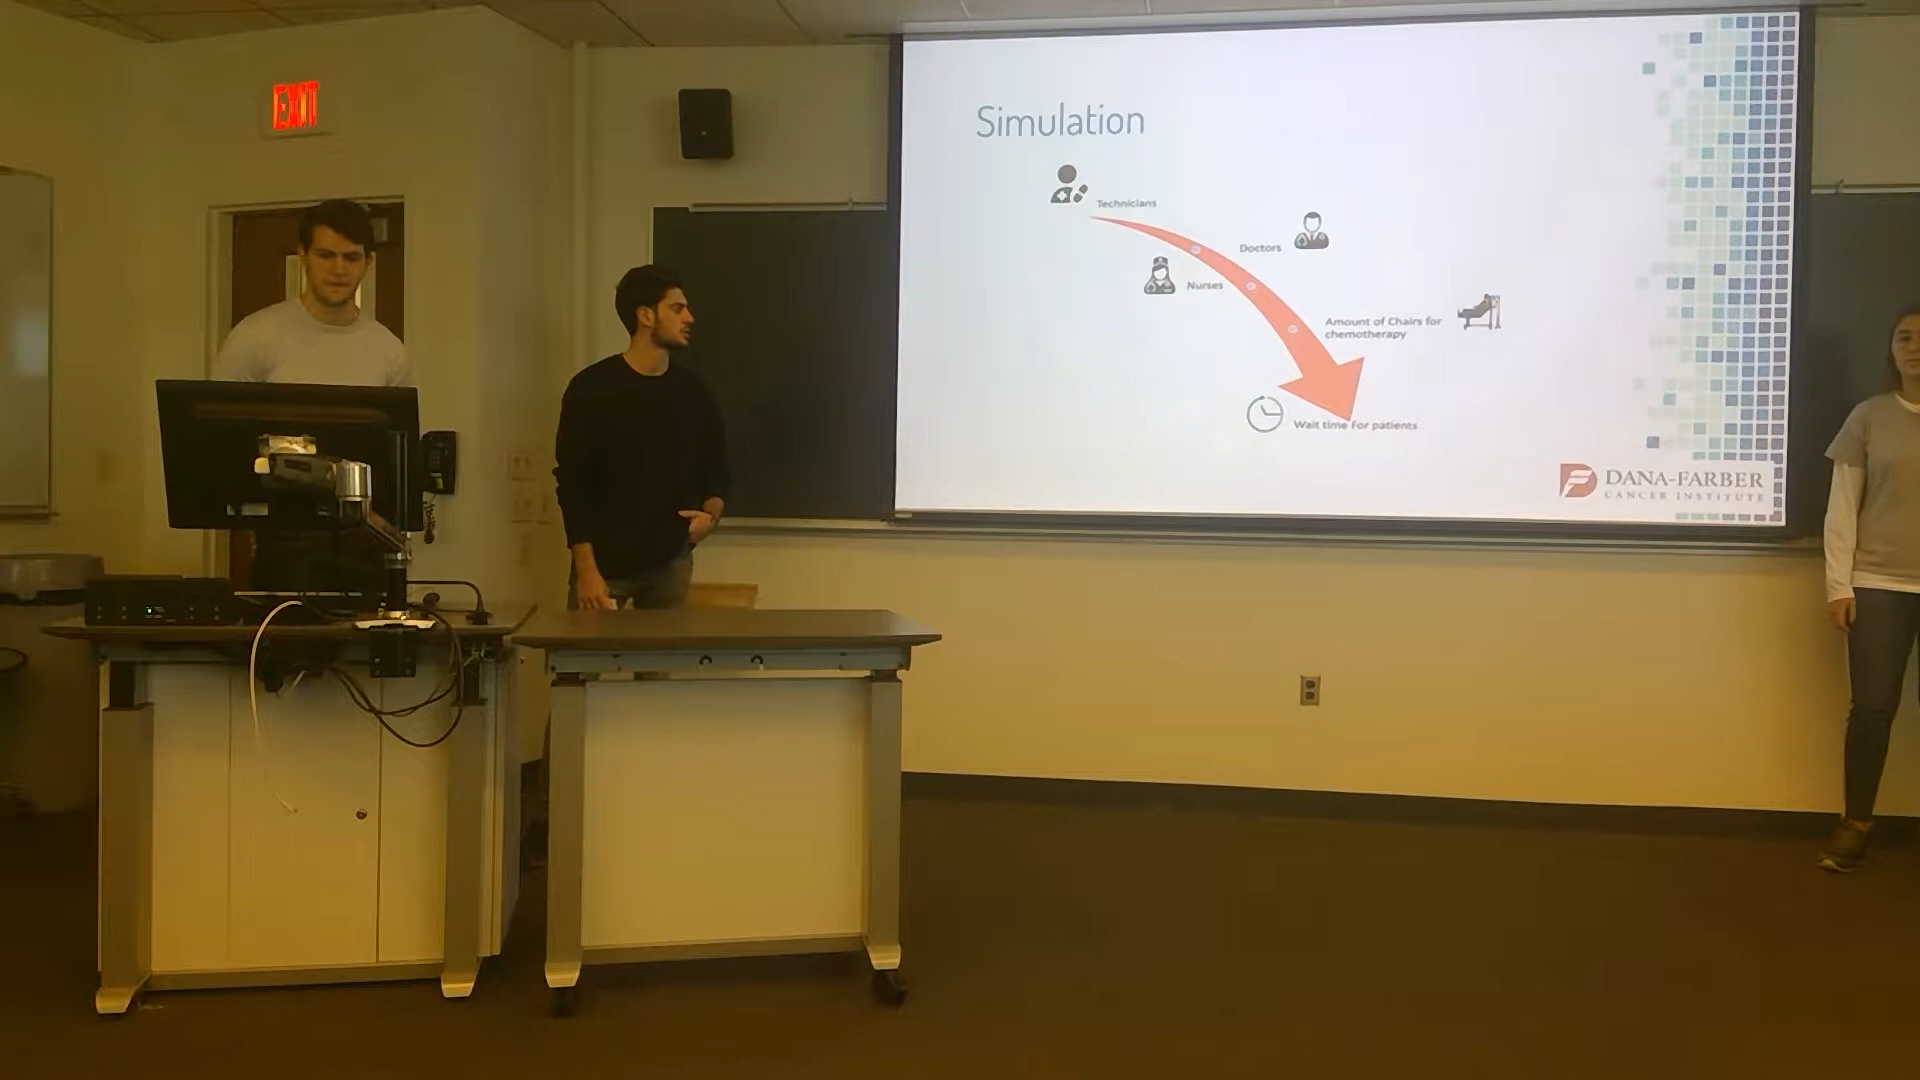 EXIT
Simulation
Technicians
Doctors
Nurses
Amount of Chairs for
chemotherapy
Wait time For patients
DANA-FARBER
CANCER INSTITUTE